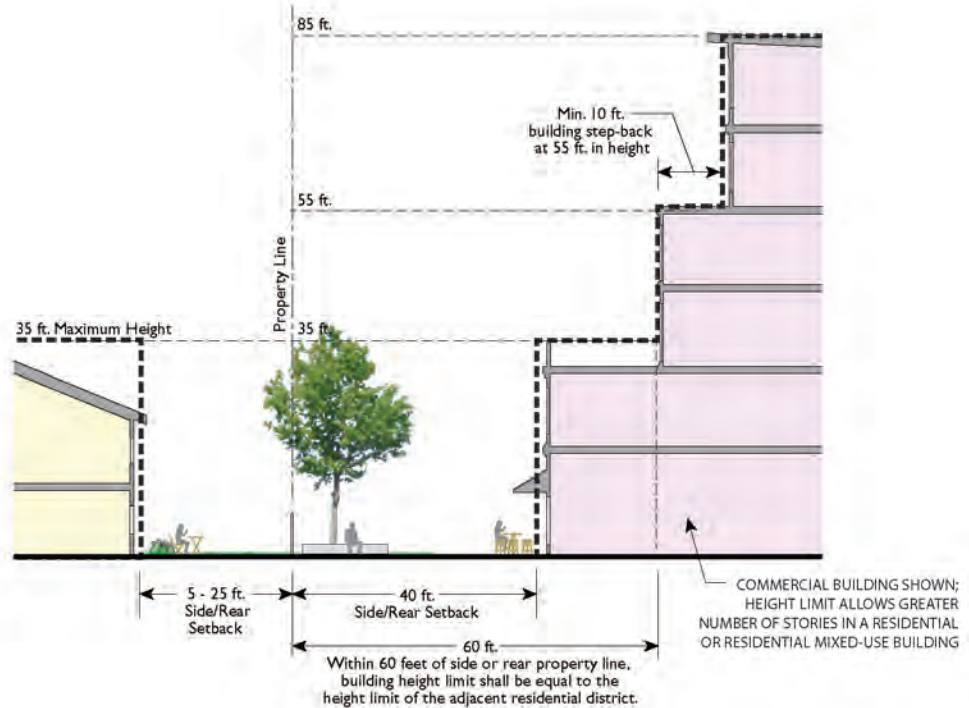 85 ft.
Min. 10 ft.
building step-back
at 55 ft. in height
55 ft.
Property Line
35 ft. Maximum Height
35 ft.
5 - 25 ft.
Side/Rear
Setback
40 ft.
Side/Rear Setback
60 ft.
Within 60 feet of side or rear property line,
building height limit shall be equal to the
height limit of the adjacent residential district.
COMMERCIAL BUILDING SHOWN;
HEIGHT LIMIT ALLOWS GREATER
NUMBER OF STORIES IN A RESIDENTIAL
OR RESIDENTIAL MIXED-USE BUILDING